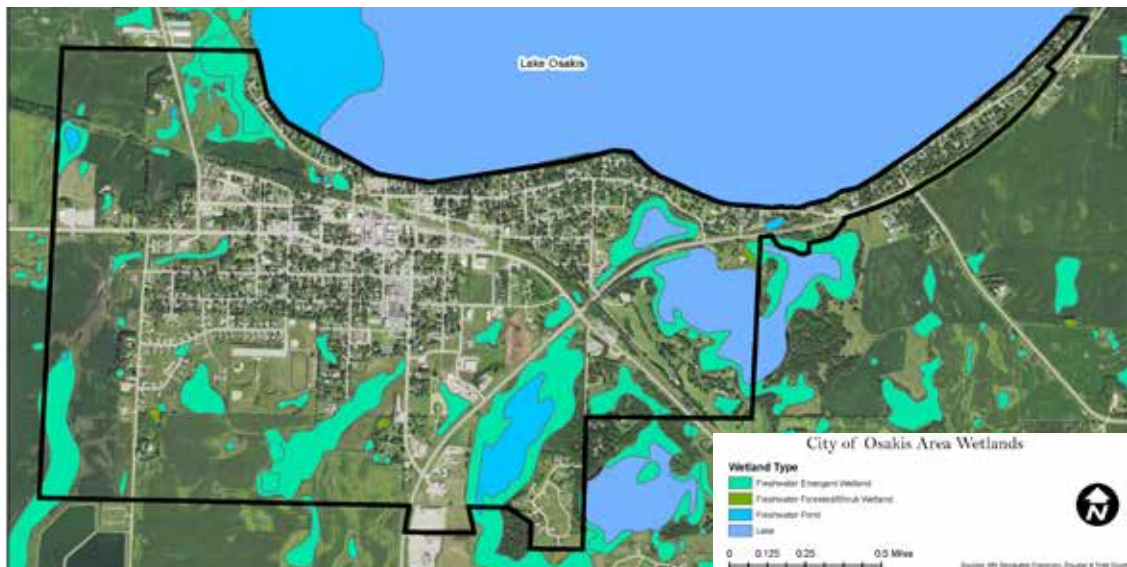 Lake Osakis
City of Osakis Area Wetlands
Wetland Type
Freshwater Emergent Wetland
Freshwater Forested/Shrub Wetland
Freshwater Pond
Lake
N
0 0.125 0.25 0.5 Miles